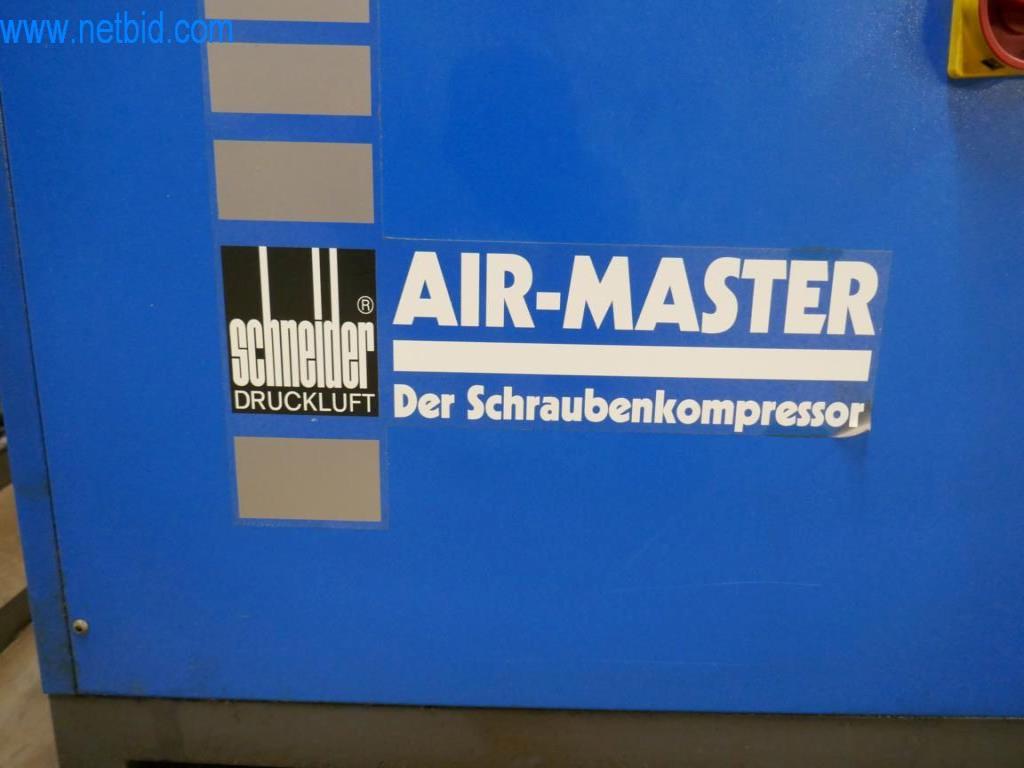 www.netbid.com
schneider®
DRUCKLUFT
AIR-MASTER
Der Schraubenkompressor